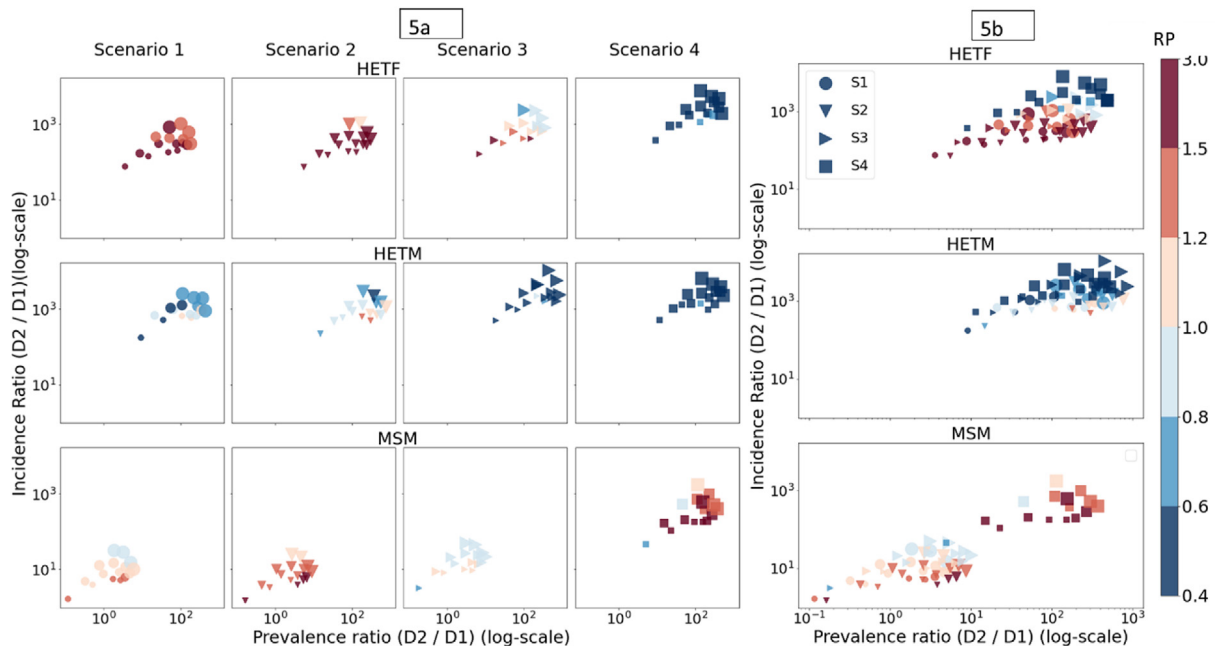 5a
5b
Scenario 1
Scenario 2
Scenario 3
Scenario 4
RP
HETF
HETF
3.0
10³
10¹
10³
10¹
S1
S2
S3
S4
1.5
1.2
HETM
HETM
10³
10¹
10³
10¹
1.0
0.8
MSM
MSM
10³
10¹
10³
10¹
0.6
0.4
10⁰
10²
10⁰
10²
10⁰
10²
10⁰
10²
10⁻¹
10⁰
10¹
10²
10³
Incidence Ratio (D2 / D1)(log-scale)
Incidence Ratio (D2 / D1) (log-scale)
Prevalence ratio (D2 / D1) (log-scale)
Prevalence ratio (D2 / D1) (log-scale)